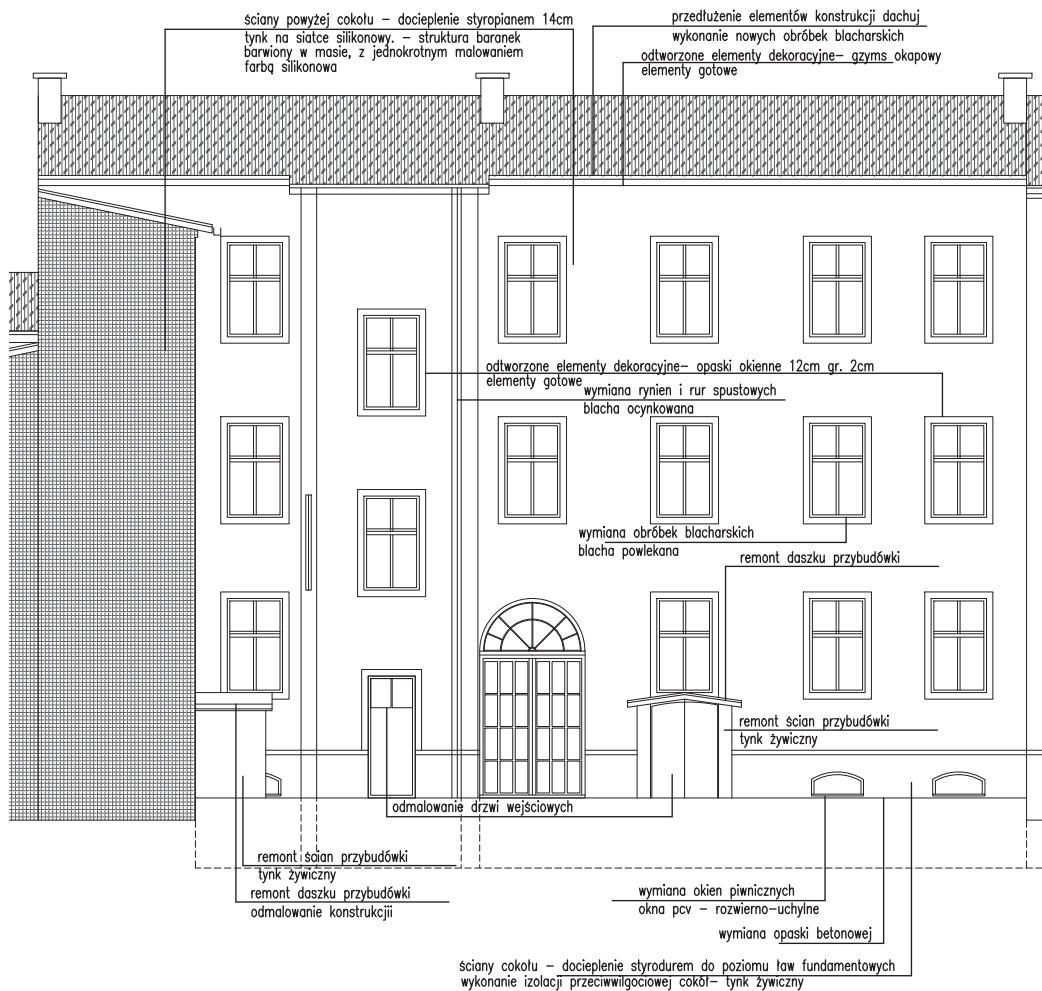 ściany powyżej cokołu – docieplenie styropianem 14cm
tynk na siatce silikonowy. – struktura baranek
barwiony w masie, z jednokrotnym malowaniem
farbą silikonowa
przedłużenie elementów konstrukcji dachuj
wykonanie nowych obróbek blacharskich
odtworzone elementy dekoracyjne– gzyms okapowy
elementy gotowe
odtworzone elementy dekoracyjne– opaski okienne 12cm gr. 2cm
elementy gotowe
wymiana rynien i rur spustowych
blacha ocynkowana
wymiana obróbek blacharskich
blacha powlekana
remont daszku przybudówki
remont ścian przybudówki
tynk żywiczny
odmalowanie drzwi wejściowych
remont ścian przybudówki
tynk żywiczny
remont daszku przybudówki
odmalowanie konstrukcjii
wymiana okien piwnicznych
okna pcv – rozwierno–uchylne
wymiana opaski betonowej
ściany cokołu – docieplenie styrodurem do poziomu ław fundamentowych
wykonanie izolacji przeciwwilgociowej cokół– tynk żywiczny